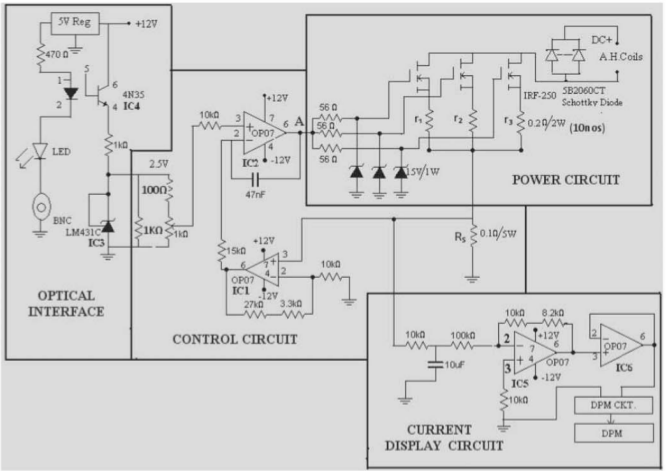 5V Reg
+12V
470 Ω
1
2
5
6
4
4N35
IC4
LED
1kΩ
BNC
LM431C
IC3
2.5V
100Ω
1KΩ
1kΩ
OPTICAL
INTERFACE
10kΩ
+12V
3
2
7
4
6
OP07
-12V
IC2
47nF
A
15kΩ
+12V
6
7
4
3
2
OP07
-12V
IC1
10kΩ
27kΩ
3.3kΩ
CONTROL CIRCUIT
56 Ω
56 Ω
56 Ω
15V/1W
r1
r2
r3
0.2Ω/2W
(10nos)
IRF-250
DC+
A.H.Coils
5B2060CT
Schottky Diode
POWER CIRCUIT
Rs
0.1Ω/5W
10kΩ
100kΩ
10uF
10kΩ
8.2kΩ
+12V
2
3
7
4
6
OP07
IC5
-12V
10kΩ
2
3
6
OP07
IC6
DPM CKT.
DPM
CURRENT
DISPLAY CIRCUIT